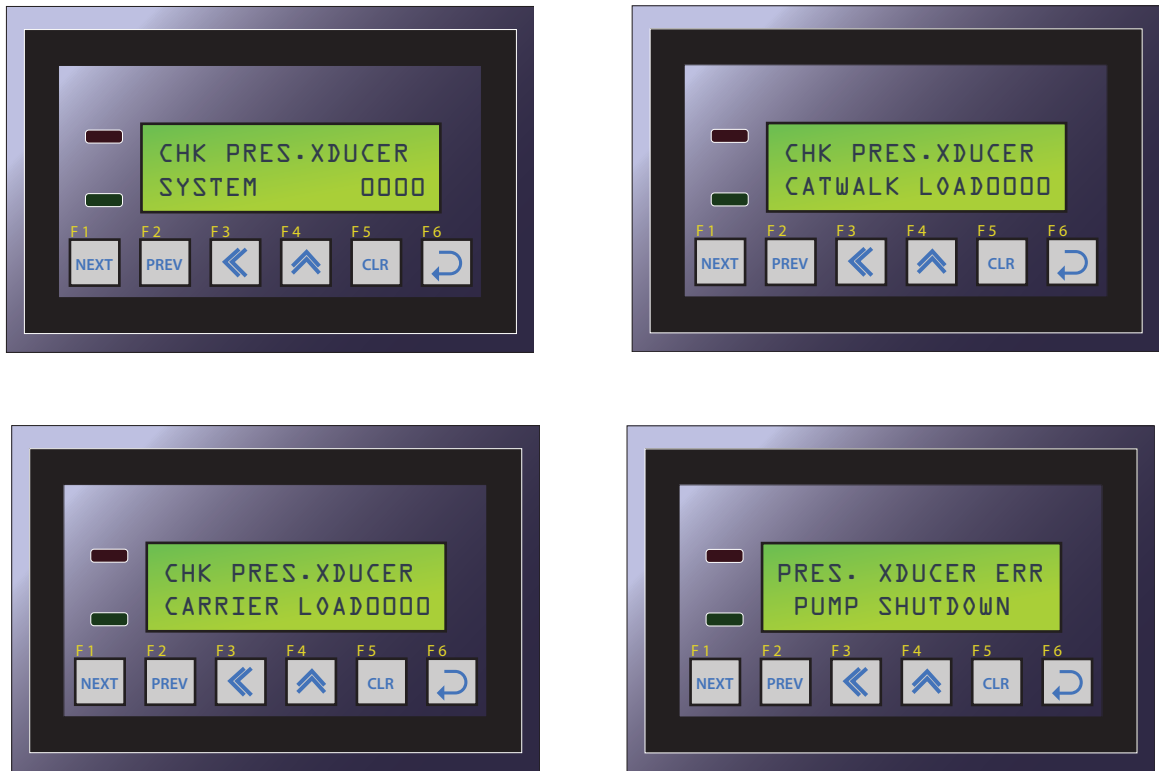 CHK PRES.XDUCER
SYSTEM 0000
F1 F2 F3 F4 F5 F6
NEXT PREV CLR
CHK PRES.XDUCER
CATWALK LOAD0000
F1 F2 F3 F4 F5 F6
NEXT PREV CLR
CHK PRES.XDUCER
CARRIER LOAD0000
F1 F2 F3 F4 F5 F6
NEXT PREV CLR
PRES. XDUCER ERR
PUMP SHUTDOWN
F1 F2 F3 F4 F5 F6
NEXT PREV CLR